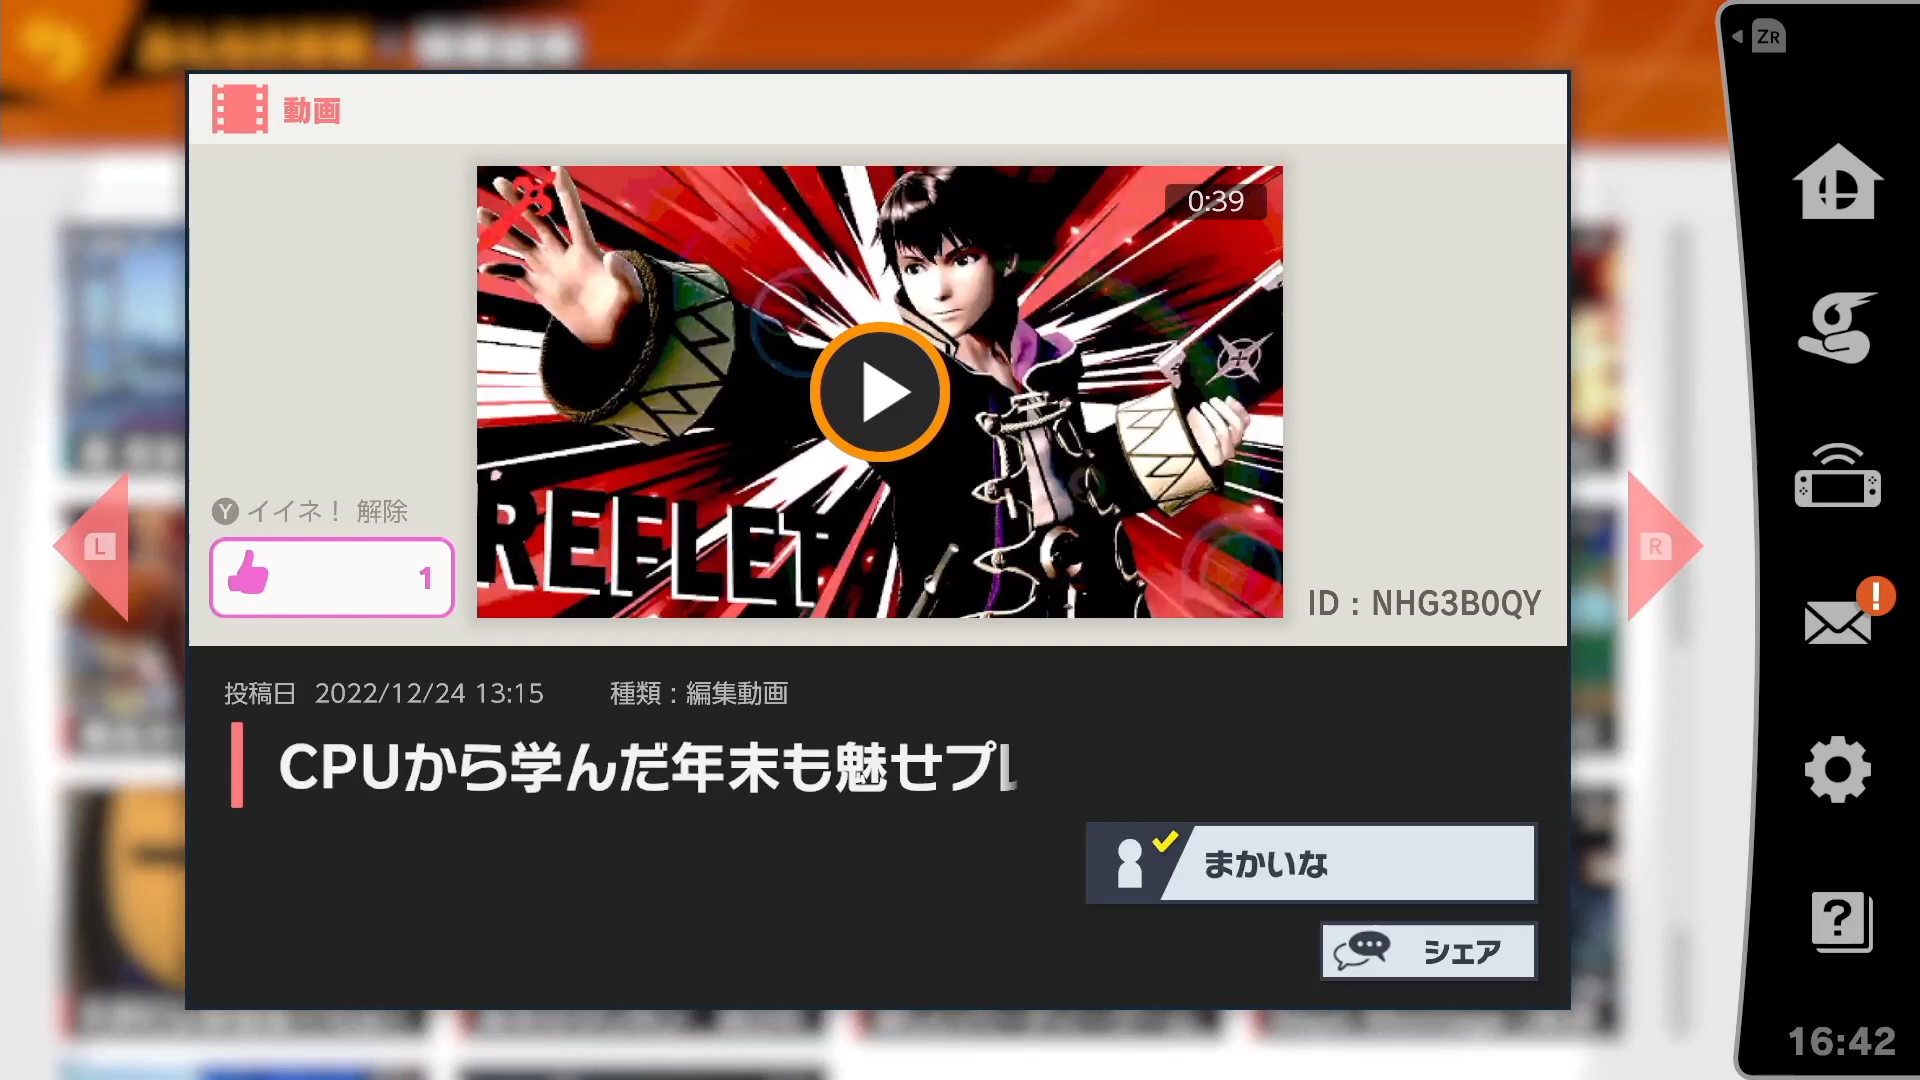 ZR
動画
0:39
REFLET
Y イイネ！ 解除
1
L
R
ID：NHG3B0QY
投稿日 2022/12/24 13:15 種類：編集動画
CPUから学んだ年末も魅せプ
まかいな
シェア
16:42